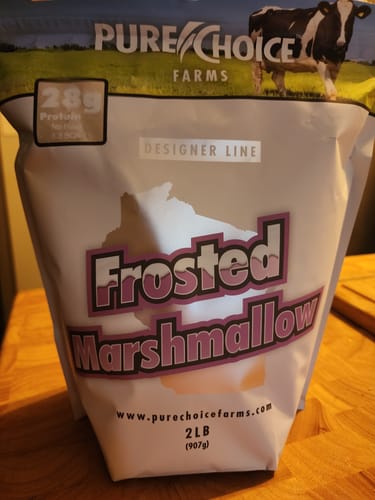 PURE CHOICE
FARMS
28g
Protein
DESIGNER LINE
Frosted
Marshmallow
www.purechoicefarms.com
2LB
(907g)